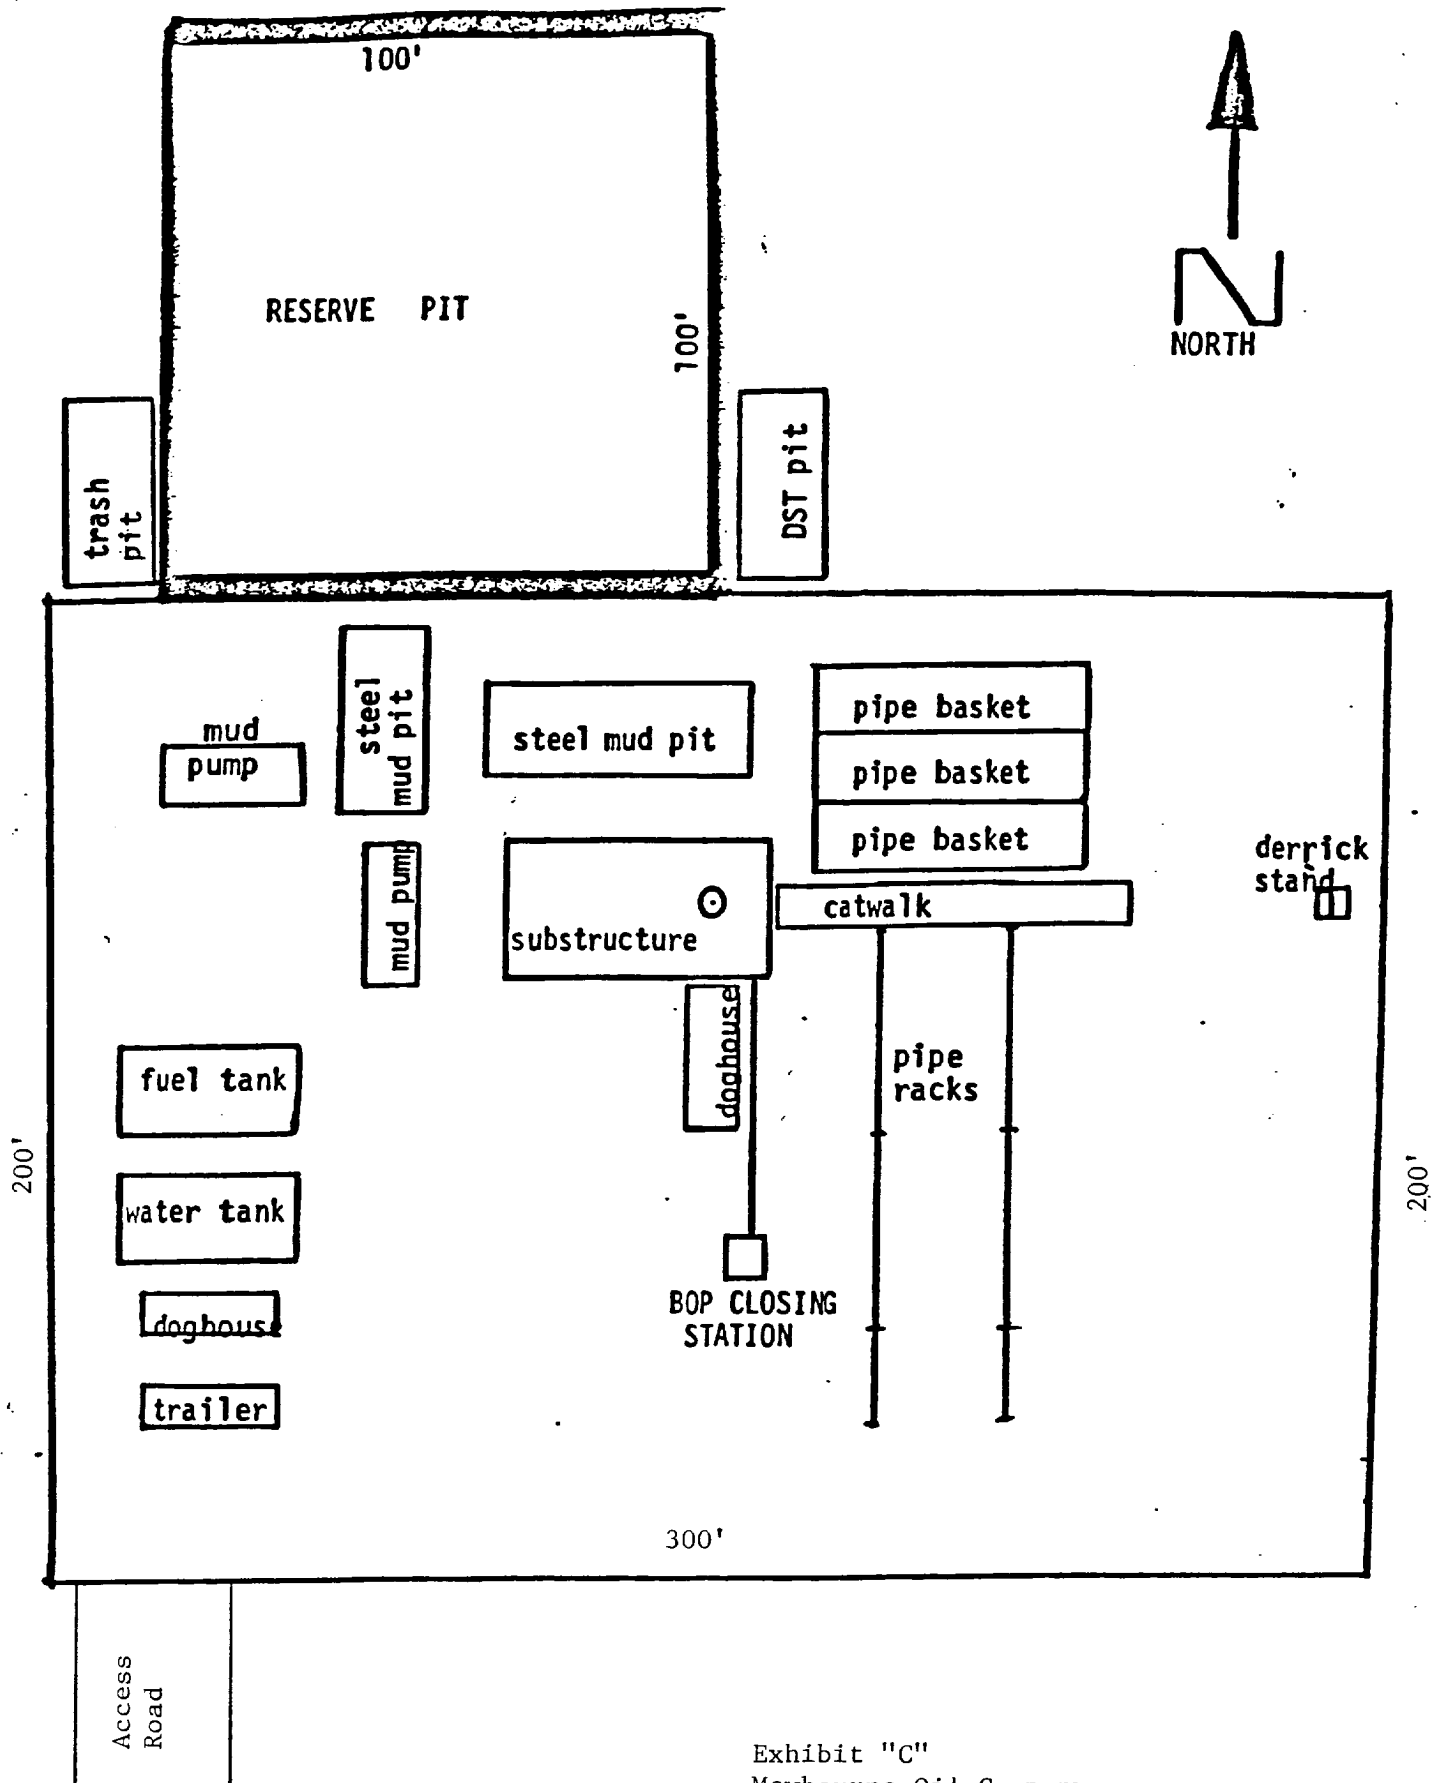 100'
RESERVE PIT
100'
NORTH
trash
pit
DST pit
mud
pump
steel
mud pit
steel mud pit
pipe basket
pipe basket
pipe basket
mud pump
substructure
catwalk
derrick
stand
doghouse
pipe
racks
fuel tank
200'
200'
water tank
doghouse
BOP CLOSING
STATION
trailer
300'
Access
Road
Exhibit "C"
Oil